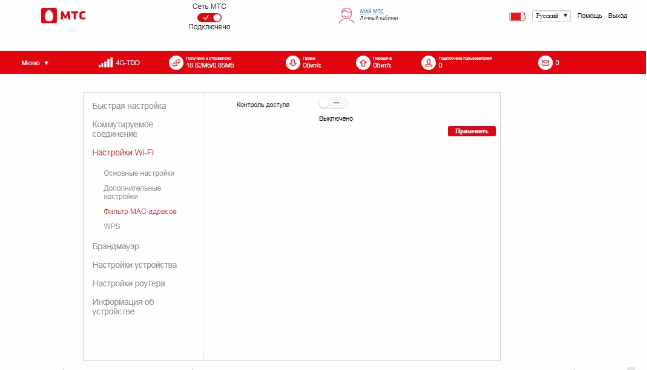 МТС
Сеть МТС
Подключено
Мой МТС
Личный кабинет
Русский
Помощь
Выход
Меню
4G-TDD
Получено и отправлено
18.82Мб/0.85Мб
Прием
0бит/с
Передача
0бит/с
Подключено пользователей
0
0
Быстрая настройка
Коммутируемое
соединение
Настройки Wi-Fi
Основные настройки
Дополнительные
настройки
Фильтр MAC-адресов
WPS
Брандмауэр
Настройки устройства
Настройки роутера
Информация об
устройстве
Контроль доступа
Выключено
Применить